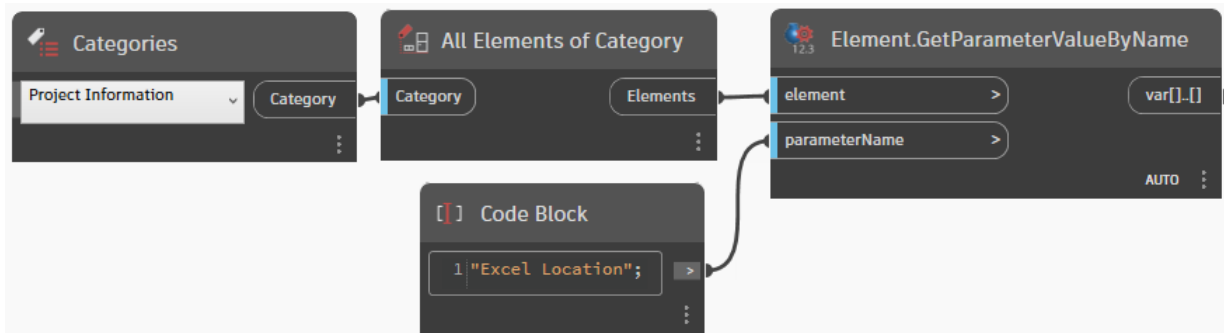 Categories
Project Information
Category
All Elements of Category
Category
Elements
12.3
Element.GetParameterValueByName
element >
var[]..[]
parameterName >
AUTO
[ ] Code Block
1 "Excel Location";
>